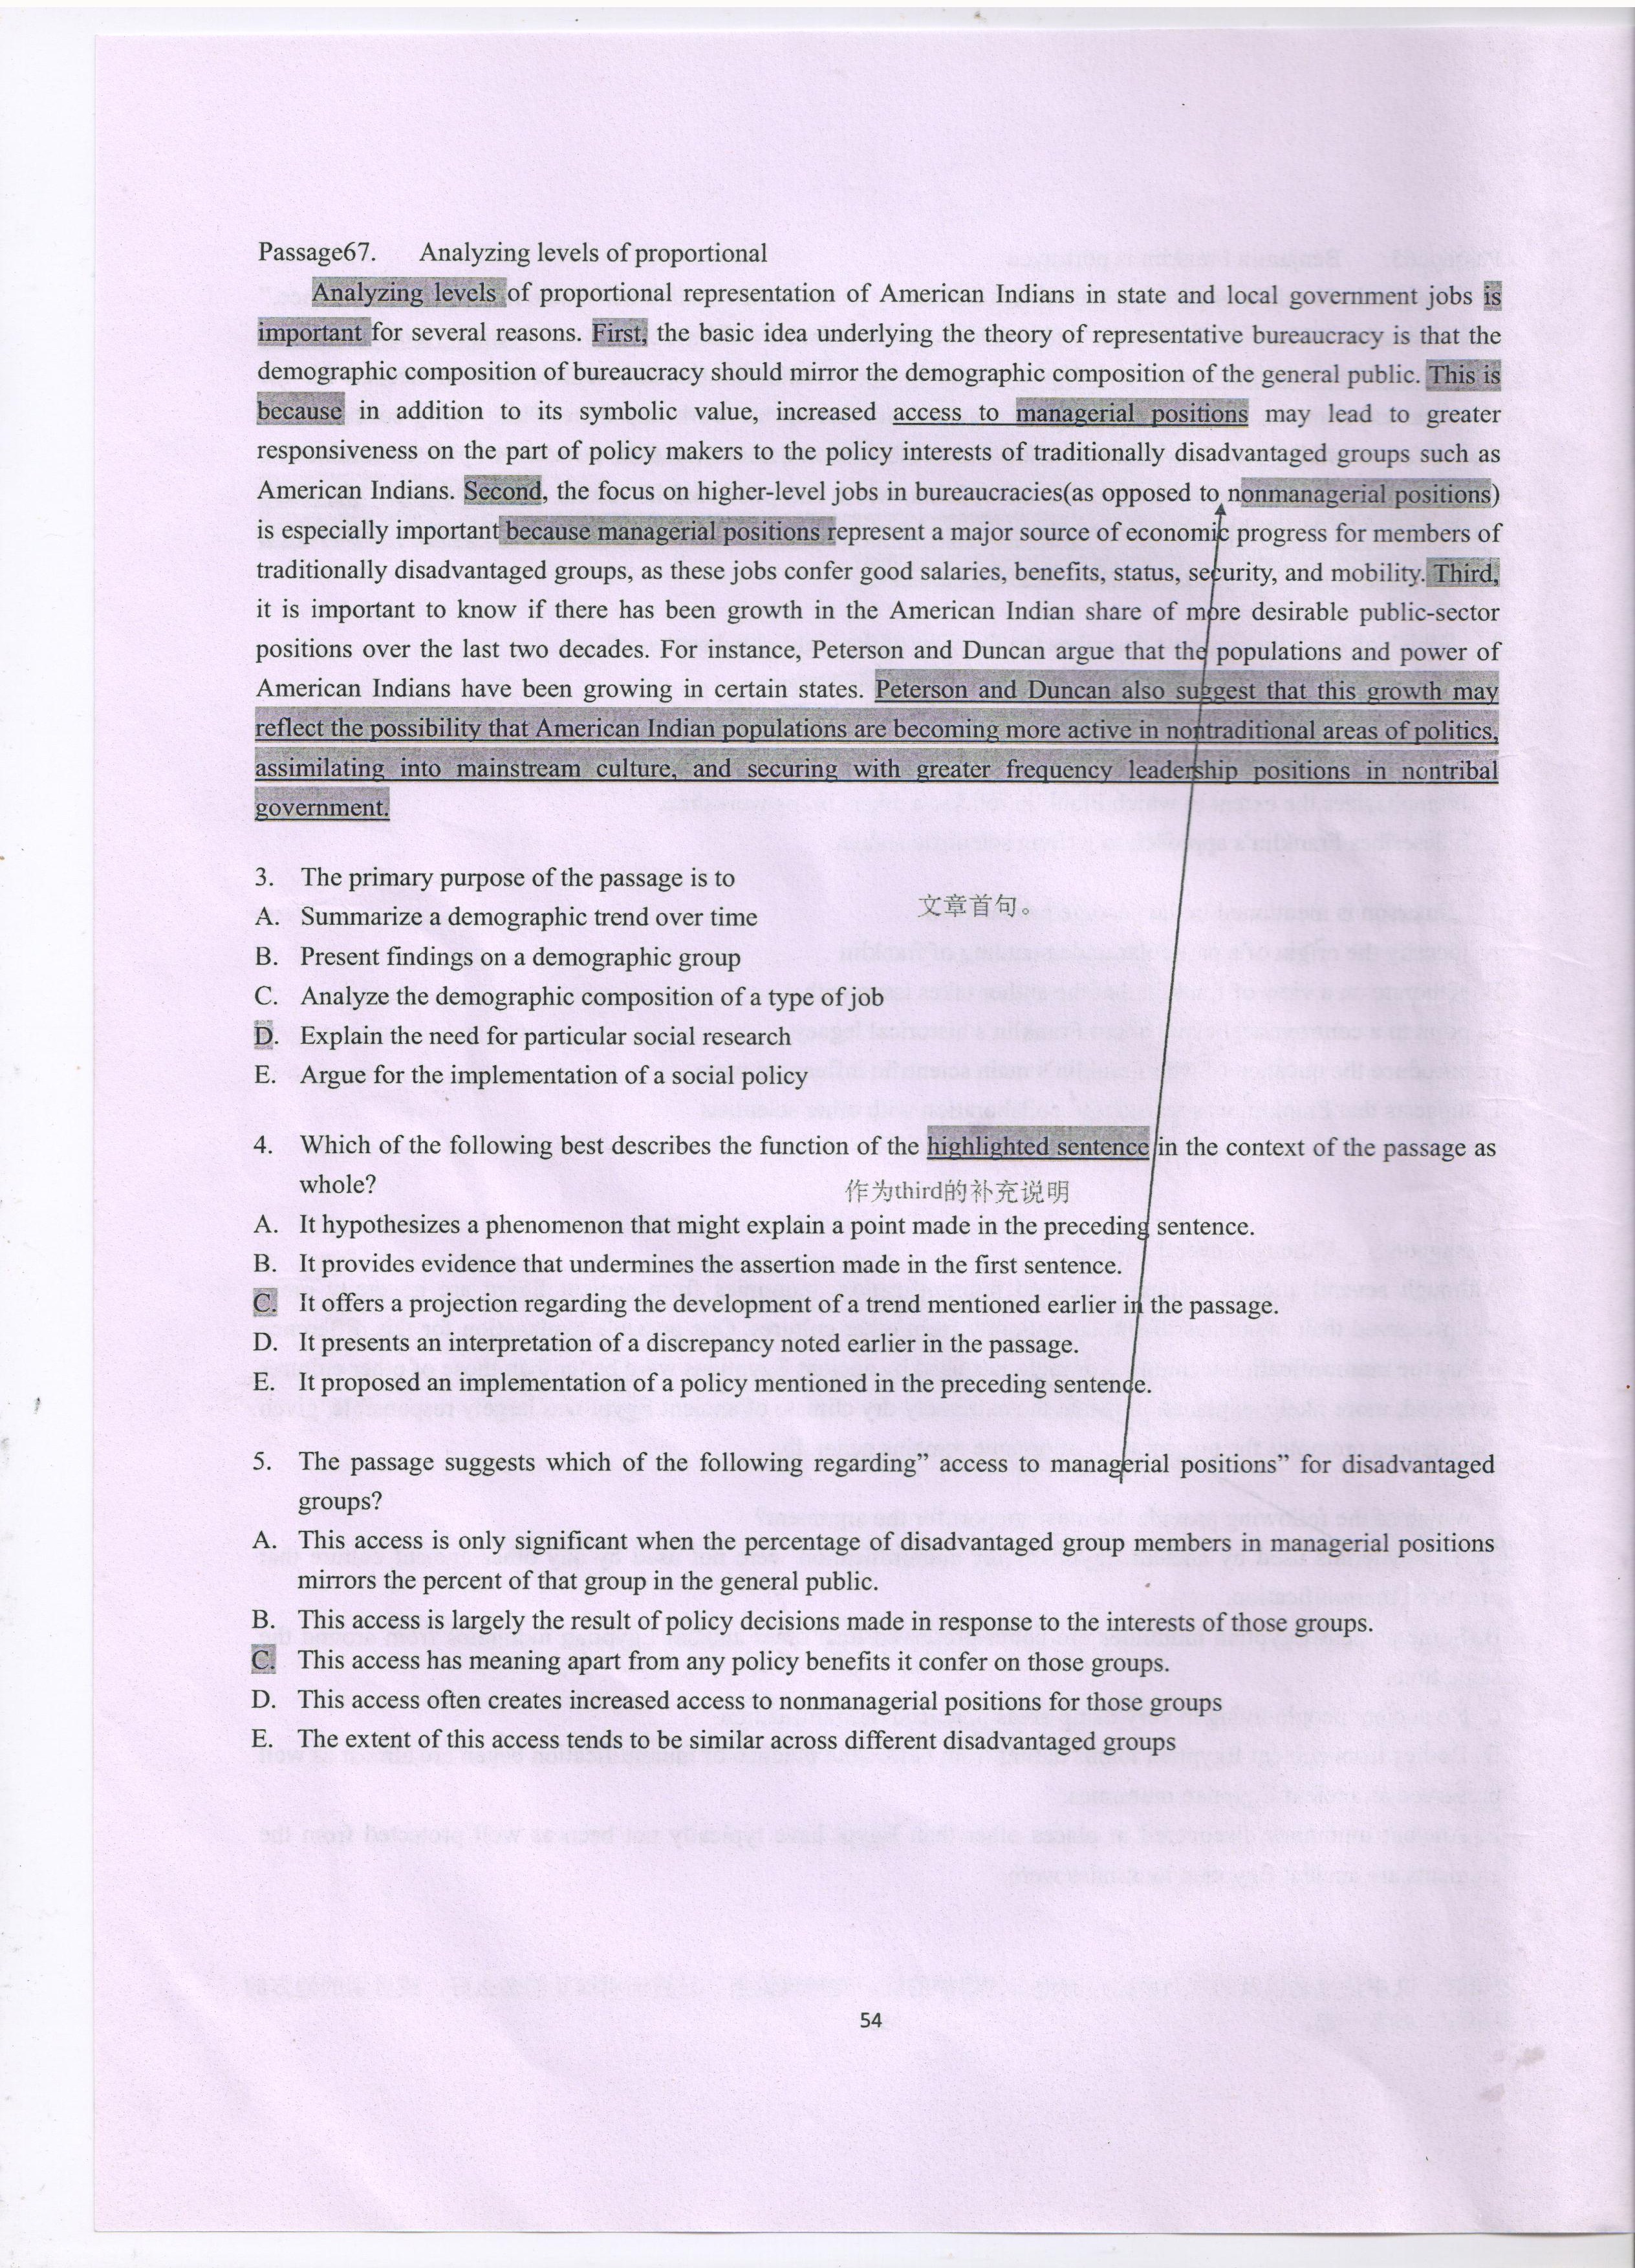 Passage67. Analyzing levels of proportional
Analyzing levels of proportional representation of American Indians in state and local government jobs is
important for several reasons. First, the basic idea underlying the theory of representative bureaucracy is that the
demographic composition of bureaucracy should mirror the demographic composition of the general public. This is
because in addition to its symbolic value, increased access to managerial positions may lead to greater
responsiveness on the part of policy makers to the policy interests of traditionally disadvantaged groups such as
American Indians. Second, the focus on higher-level jobs in bureaucracies(as opposed to nonmanagerial positions)
is especially important because managerial positions represent a major source of economic progress for members of
traditionally disadvantaged groups, as these jobs confer good salaries, benefits, status, security, and mobility. Third,
it is important to know if there has been growth in the American Indian share of more desirable public-sector
positions over the last two decades. For instance, Peterson and Duncan argue that the populations and power of
American Indians have been growing in certain states. Peterson and Duncan also suggest that this growth may
reflect the possibility that American Indian populations are becoming more active in nontraditional areas of politics,
assimilating into mainstream culture, and securing with greater frequency leadership positions in nontribal
government.
3. The primary purpose of the passage is to
文章首句。
A. Summarize a demographic trend over time
B. Present findings on a demographic group
C. Analyze the demographic composition of a type of job
D. Explain the need for particular social research
E. Argue for the implementation of a social policy
4. Which of the following best describes the function of the highlighted sentence in the context of the passage as
whole?
作为third的补充说明
A. It hypothesizes a phenomenon that might explain a point made in the preceding sentence.
B. It provides evidence that undermines the assertion made in the first sentence.
C. It offers a projection regarding the development of a trend mentioned earlier in the passage.
D. It presents an interpretation of a discrepancy noted earlier in the passage.
E. It proposed an implementation of a policy mentioned in the preceding sentence.
5. The passage suggests which of the following regarding” access to managerial positions” for disadvantaged
groups?
A. This access is only significant when the percentage of disadvantaged group members in managerial positions
mirrors the percent of that group in the general public.
B. This access is largely the result of policy decisions made in response to the interests of those groups.
C. This access has meaning apart from any policy benefits it confer on those groups.
D. This access often creates increased access to nonmanagerial positions for those groups
E. The extent of this access tends to be similar across different disadvantaged groups
54